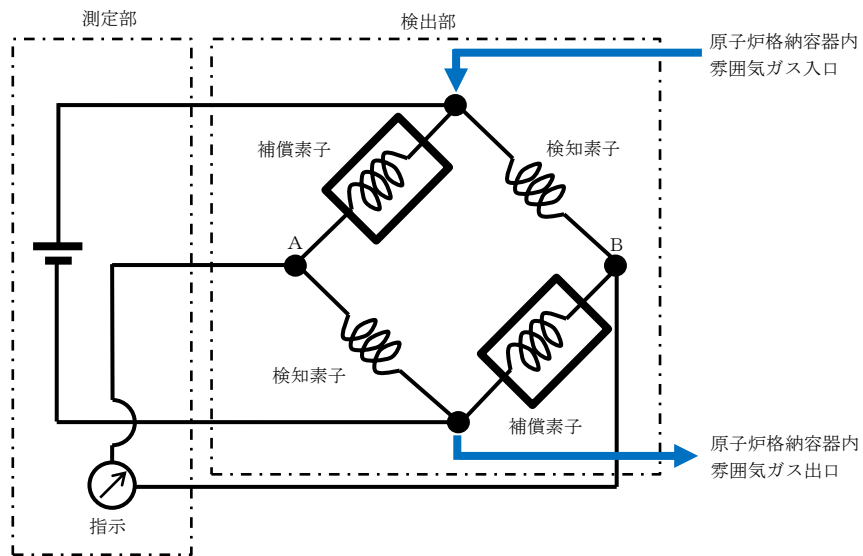 測定部
検出部
原子炉格納容器内
雰囲気ガス入口
補償素子
検知素子
A
B
検知素子
補償素子
原子炉格納容器内
雰囲気ガス出口
指示